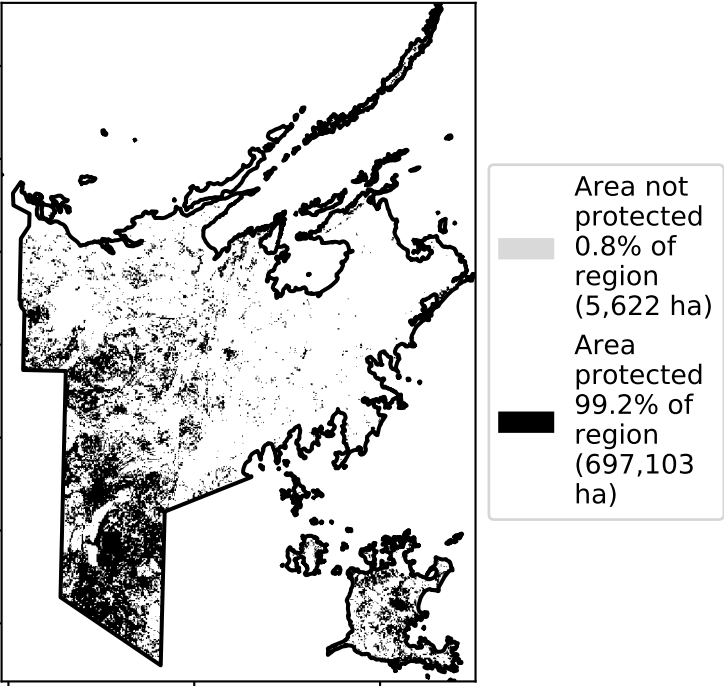 Area not
protected
0.8% of
region
(5,622 ha)
Area
protected
99.2% of
region
(697,103
ha)